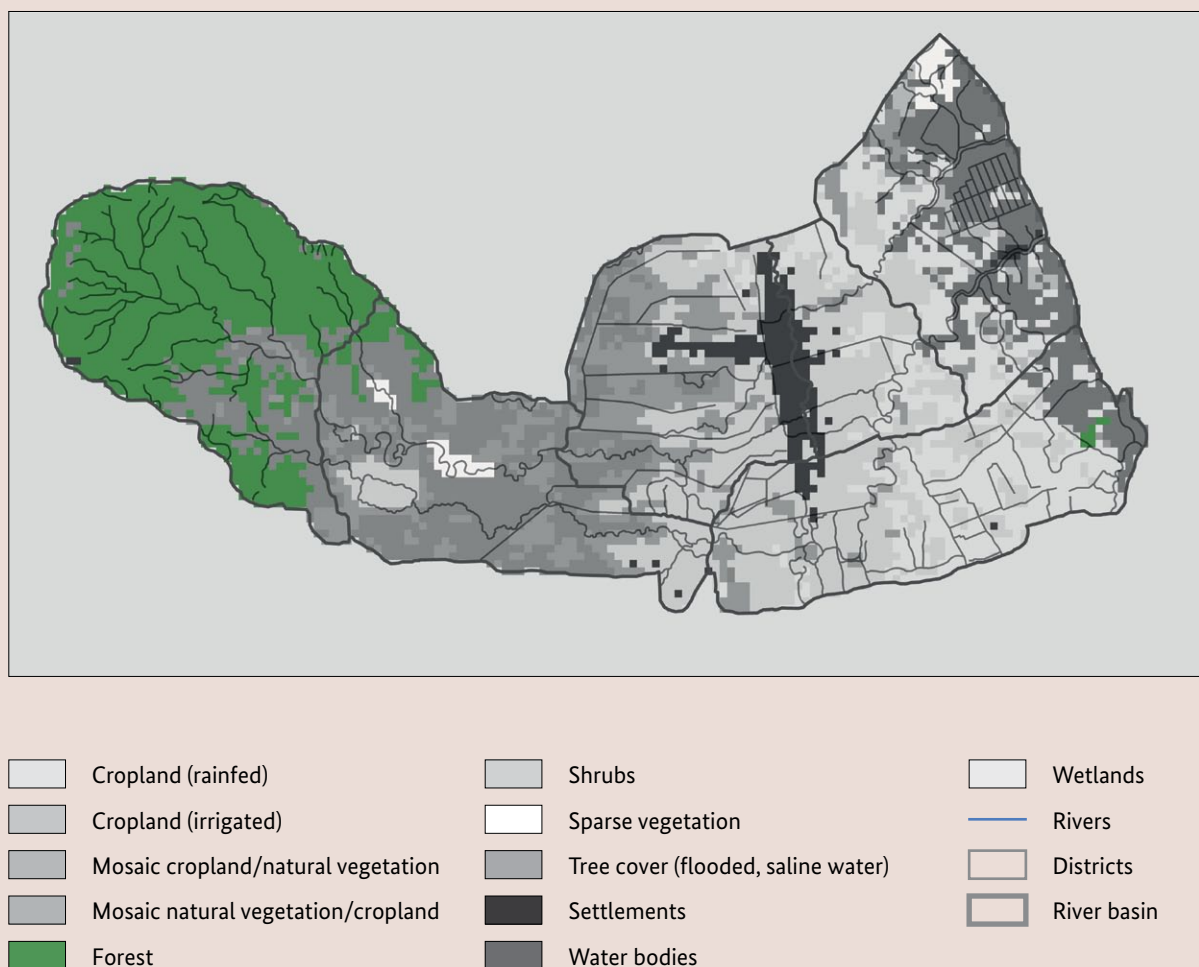 Cropland (rainfed)
Cropland (irrigated)
Mosaic cropland/natural vegetation
Mosaic natural vegetation/cropland
Forest
Shrubs
Sparse vegetation
Tree cover (flooded, saline water)
Settlements
Water bodies
Wetlands
Rivers
Districts
River basin